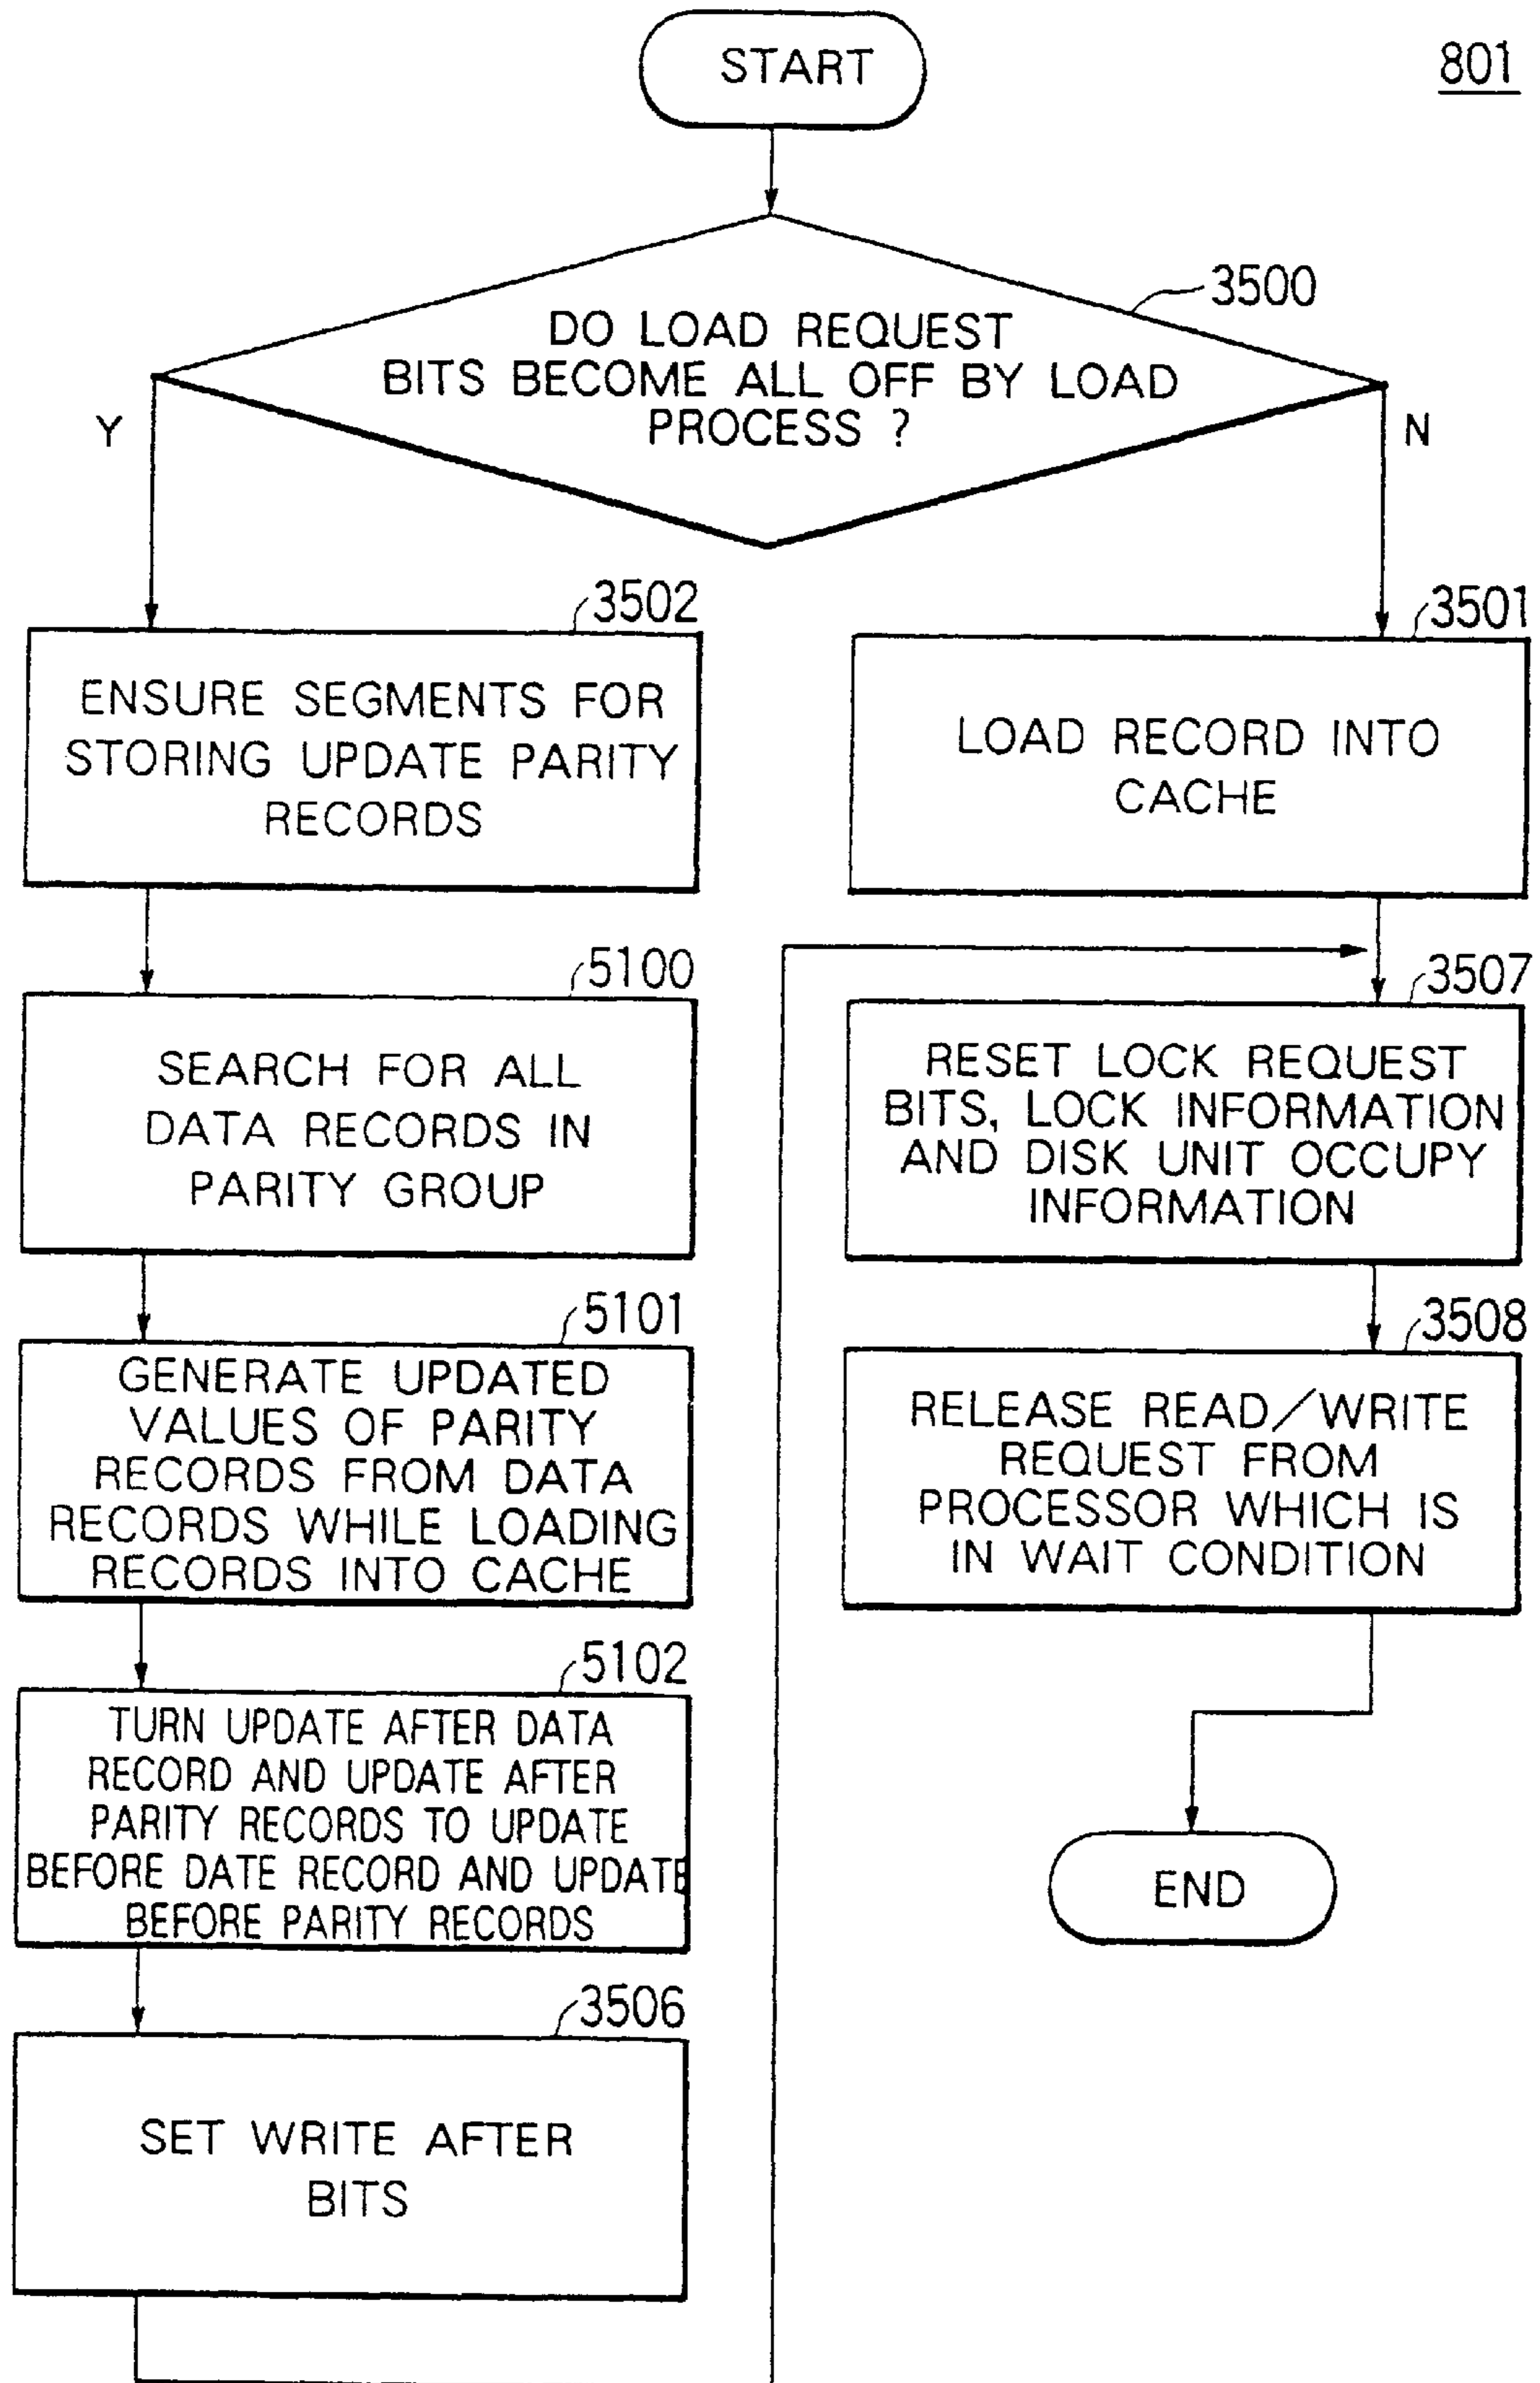 START
801
3500
DO LOAD REQUEST
BITS BECOME ALL OFF BY LOAD
PROCESS ?
Y
N
3502
ENSURE SEGMENTS FOR
STORING UPDATE PARITY
RECORDS
3501
LOAD RECORD INTO
CACHE
5100
SEARCH FOR ALL
DATA RECORDS IN
PARITY GROUP
3507
RESET LOCK REQUEST
BITS, LOCK INFORMATION
AND DISK UNIT OCCUPY
INFORMATION
5101
GENERATE UPDATED
VALUES OF PARITY
RECORDS FROM DATA
RECORDS WHILE LOADING
RECORDS INTO CACHE
3508
RELEASE READ/WRITE
REQUEST FROM
PROCESSOR WHICH IS
IN WAIT CONDITION
5102
TURN UPDATE AFTER DATA
RECORD AND UPDATE AFTER
PARITY RECORDS TO UPDATE
BEFORE DATE RECORD AND UPDATE
BEFORE PARITY RECORDS
END
3506
SET WRITE AFTER
BITS